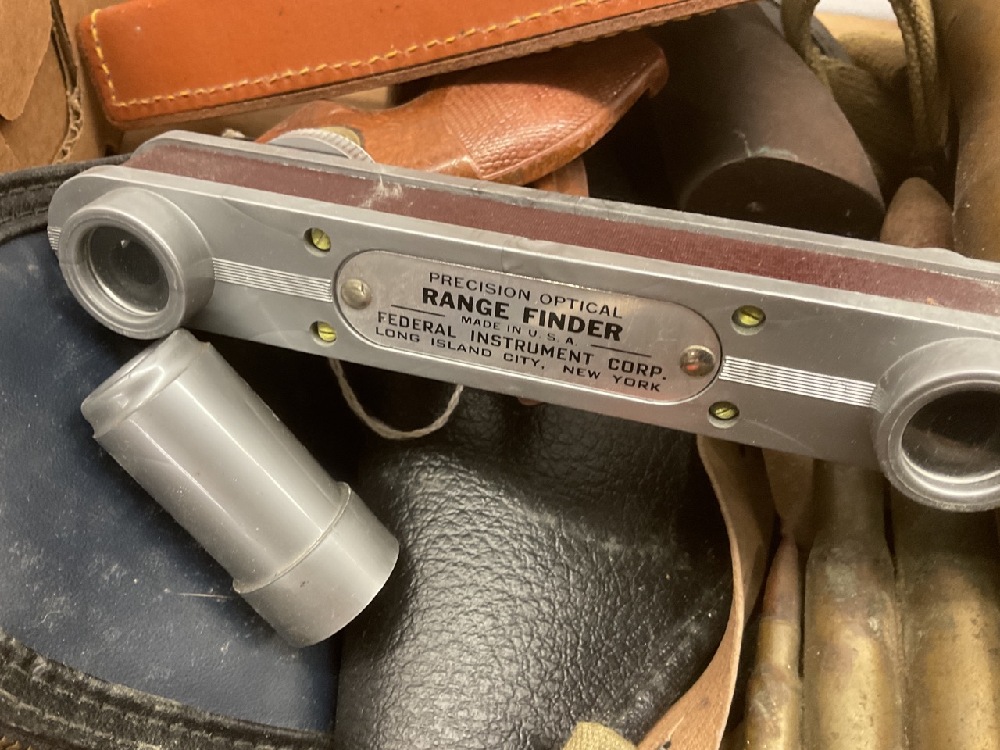 PRECISION OPTICAL
RANGE FINDER
MADE IN U.S.A.
FEDERAL INSTRUMENT CORP.
LONG ISLAND CITY, NEW YORK